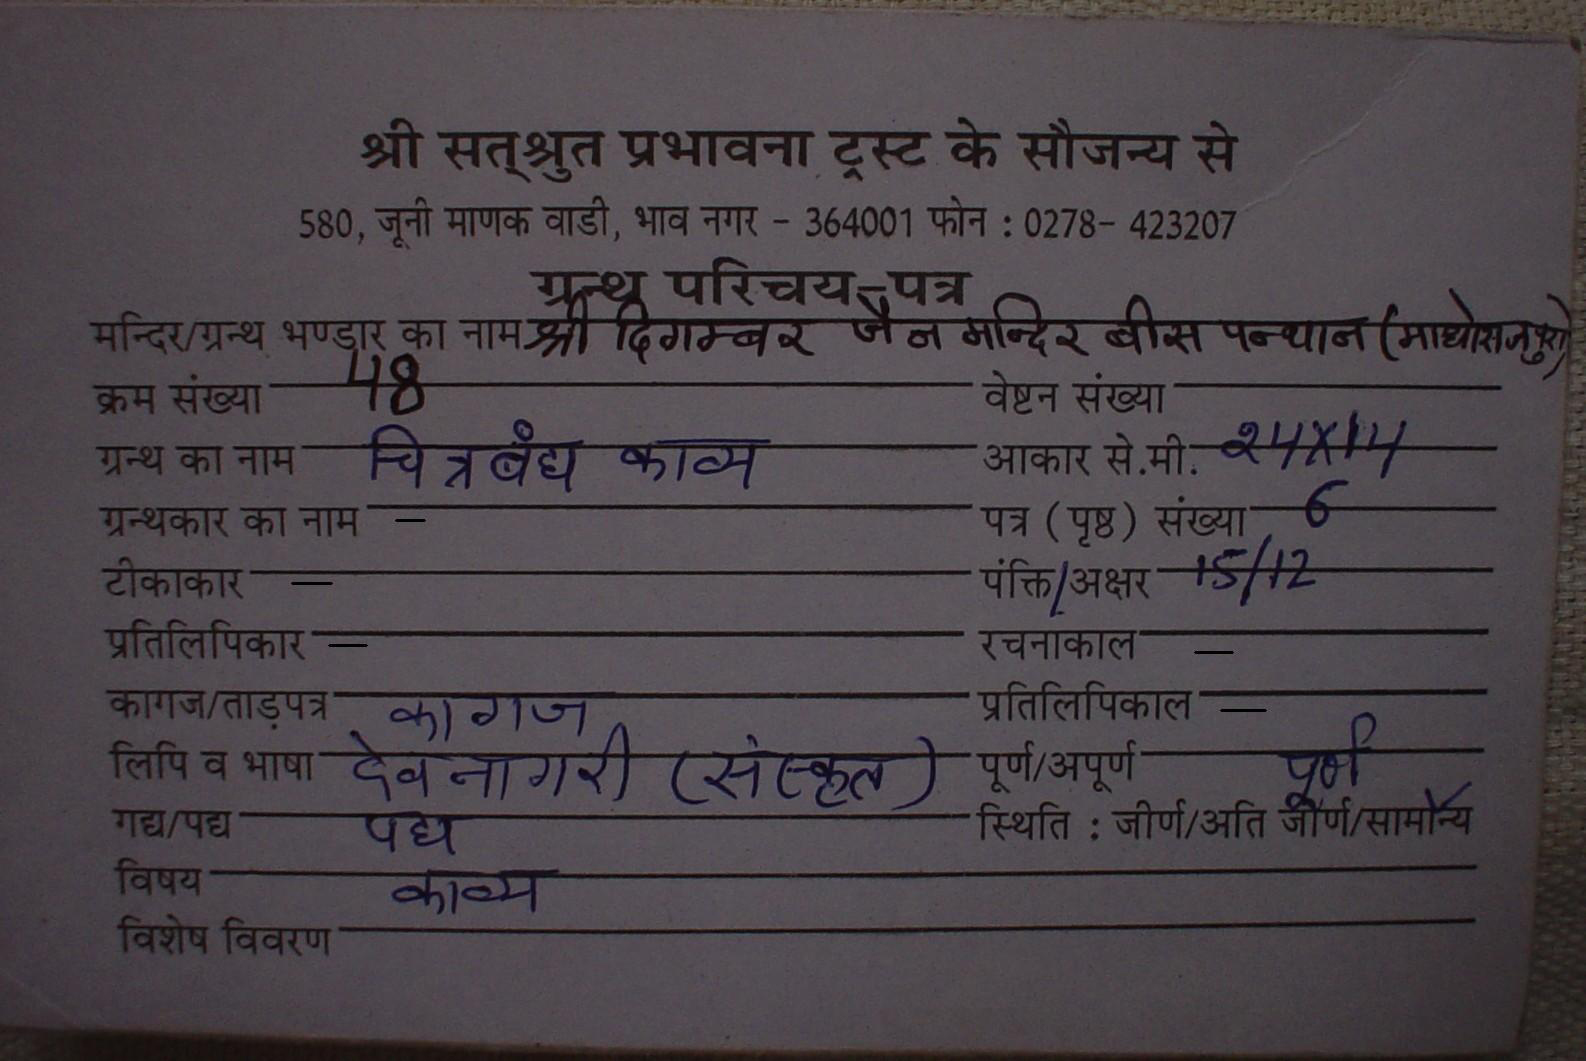 श्री सत्श्रुत प्रभावना ट्रस्ट के सौजन्य से
580, जूनी माणक वाडी, भाव नगर - 364001 फोन : 0278- 423207
ग्रन्थ परिचय-पत्र
मन्दिर/ग्रन्थ भण्डार का नाम श्री दिगम्बर जैन मन्दिर बीस पन्थान (माधोराजपुरा)
क्रम संख्या 48 वेष्टन संख्या
ग्रन्थ का नाम चित्रबंध काव्य आकार से.मी. 24X14
ग्रन्थकार का नाम — पत्र (पृष्ठ) संख्या 6
टीकाकार — पंक्ति/अक्षर 15/12
प्रतिलिपिकार — रचनाकाल —
कागज/ताड़पत्र कागज प्रतिलिपिकाल —
लिपि व भाषा देवनागरी (संस्कृत) पूर्ण/अपूर्ण पूर्ण
गद्य/पद्य पद्य स्थिति : जीर्ण/अति जीर्ण/सामान्य
विषय काव्य
विशेष विवरण